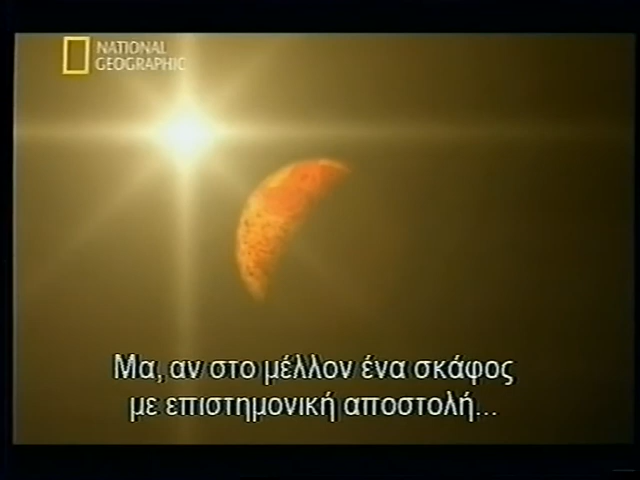 NATIONAL
GEOGRAPHIC
Μα, αν στο μέλλον ένα σκάφος
με επιστημονική αποστολή...